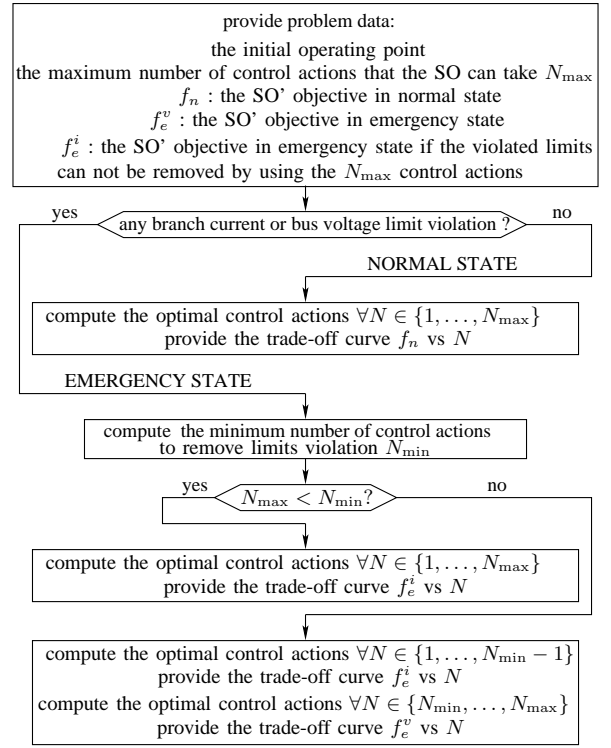 provide problem data:
the initial operating point
the maximum number of control actions that the SO can take N_max
f_n : the SO' objective in normal state
f_e^v : the SO' objective in emergency state
f_e^i : the SO' objective in emergency state if the violated limits
can not be removed by using the N_max control actions
yes
any branch current or bus voltage limit violation ?
no
NORMAL STATE
compute the optimal control actions ∀N ∈ {1, . . . , N_max}
provide the trade-off curve f_n vs N
EMERGENCY STATE
compute the minimum number of control actions
to remove limits violation N_min
yes
N_max < N_min?
no
compute the optimal control actions ∀N ∈ {1, . . . , N_max}
provide the trade-off curve f_e^i vs N
compute the optimal control actions ∀N ∈ {1, . . . , N_min − 1}
provide the trade-off curve f_e^i vs N
compute the optimal control actions ∀N ∈ {N_min, . . . , N_max}
provide the trade-off curve f_e^v vs N